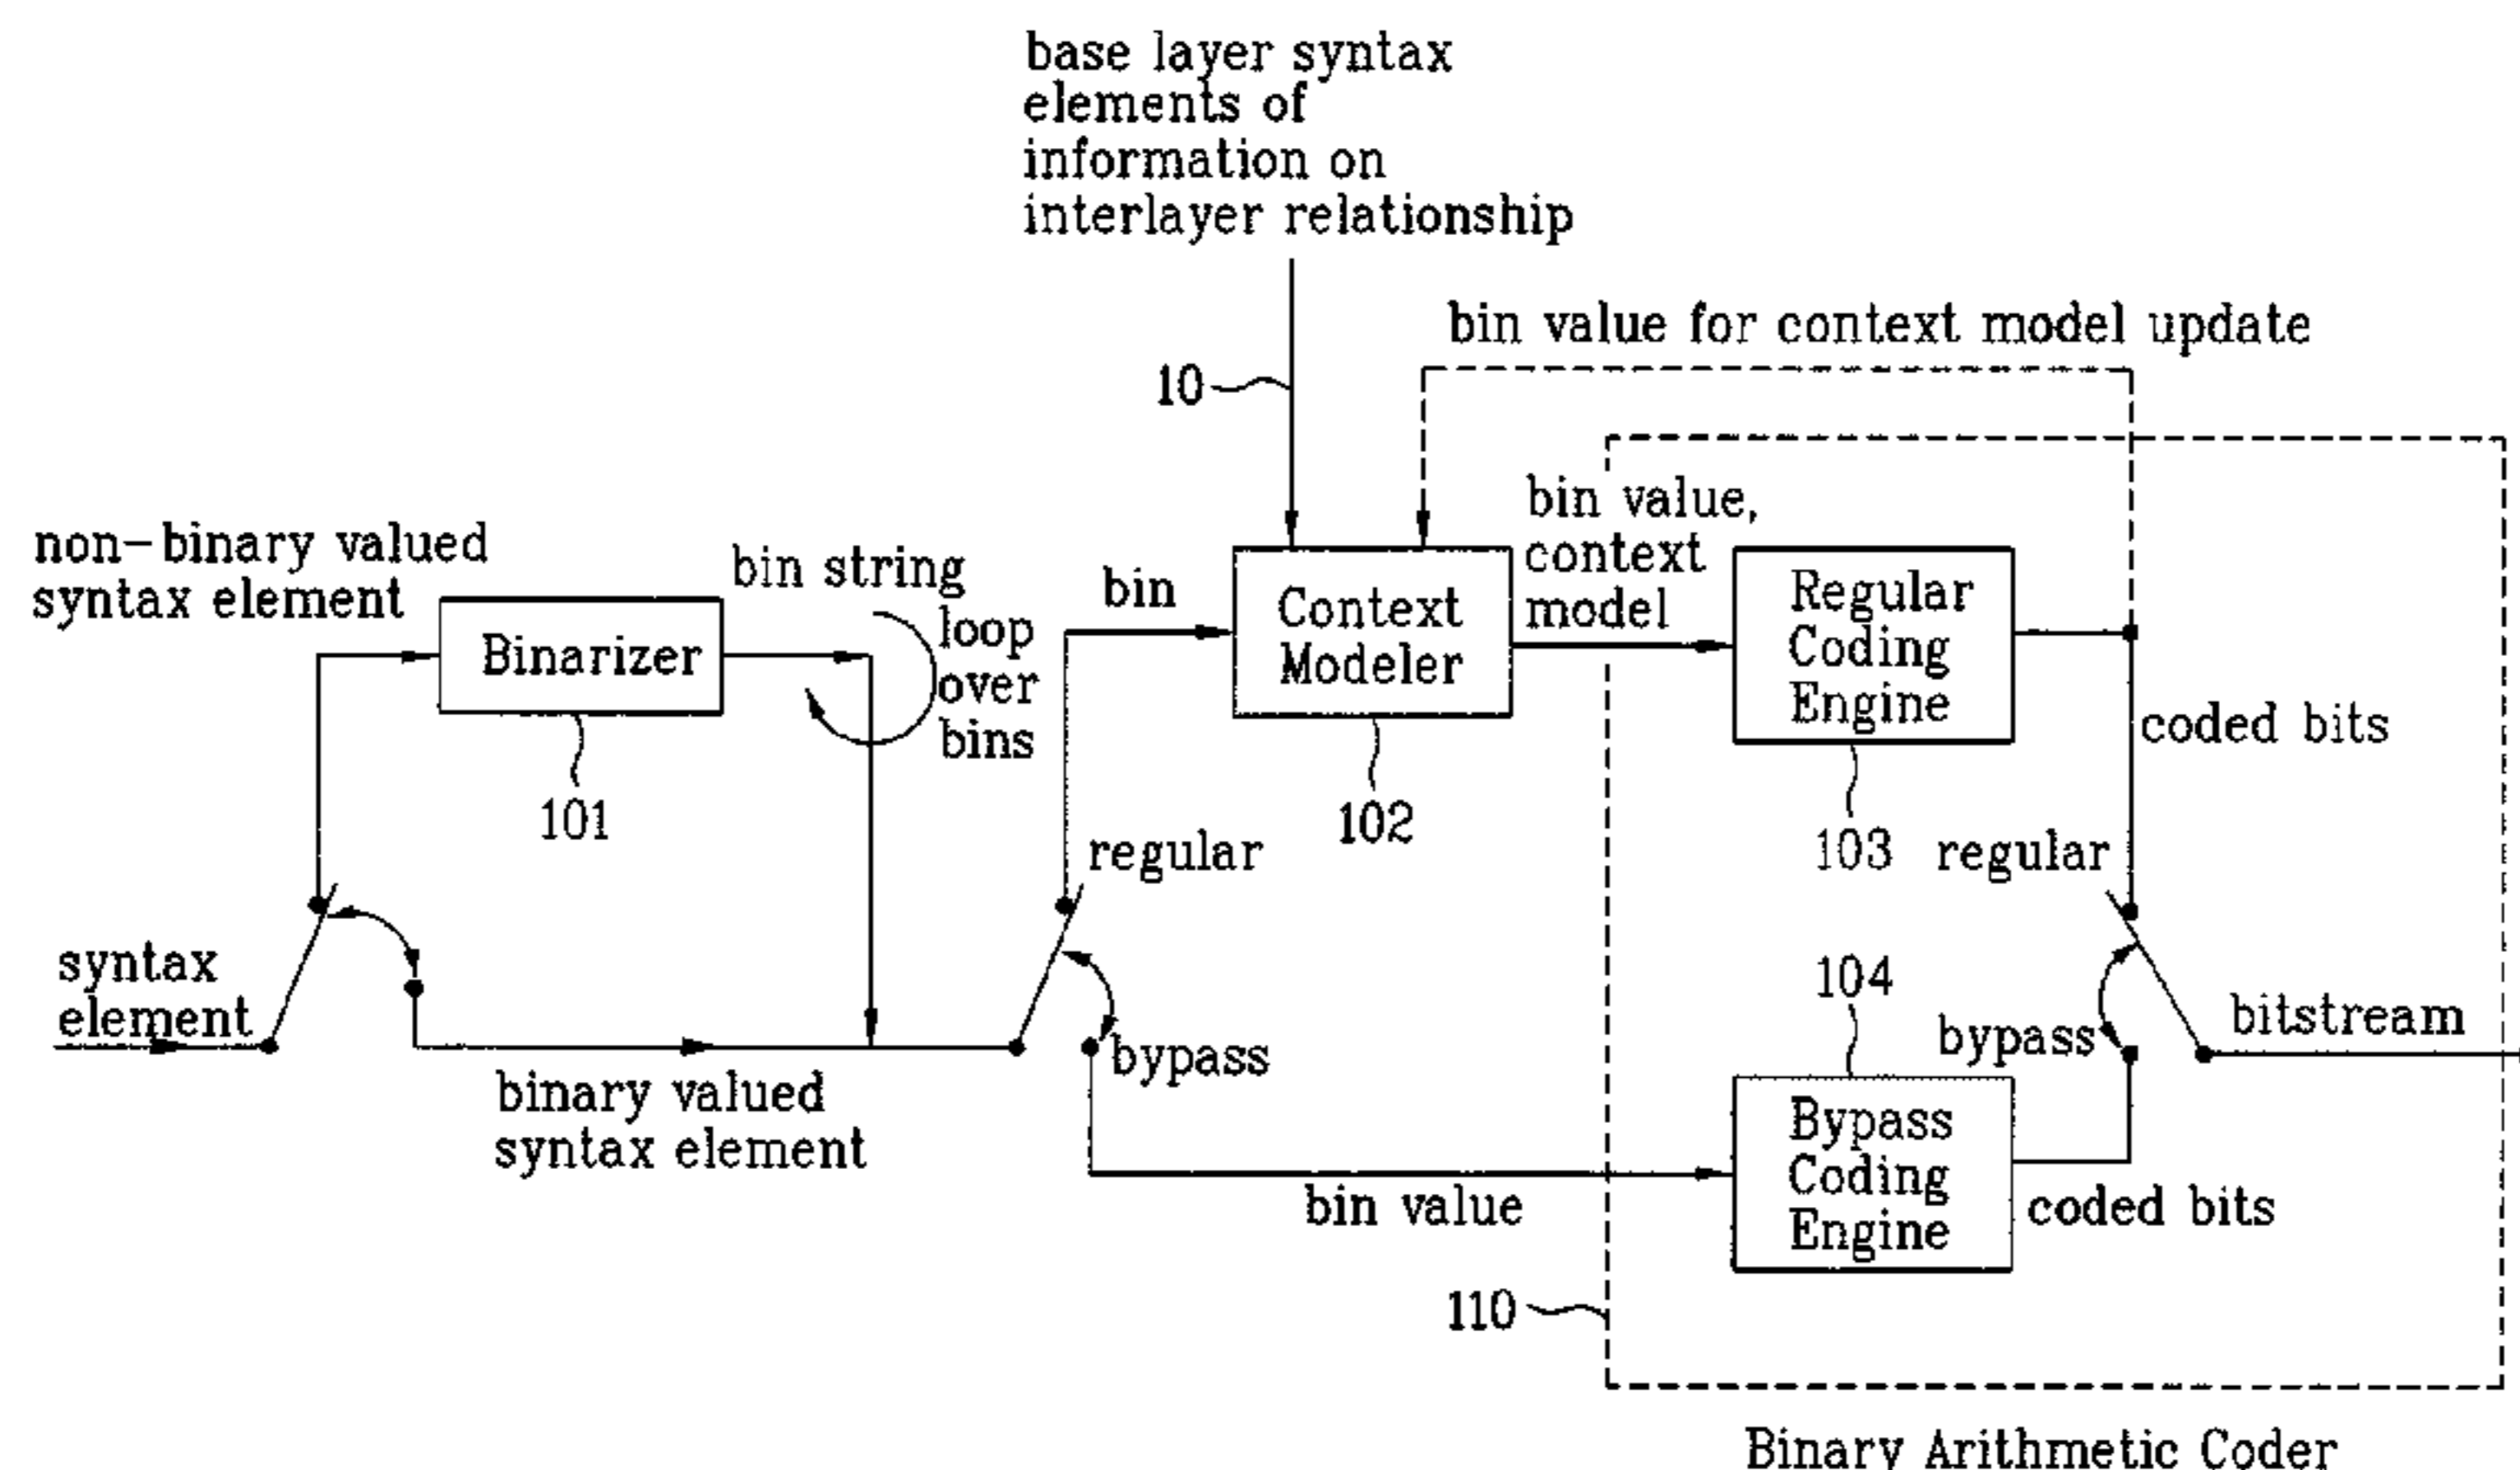 base layer syntax
elements of
information on
interlayer relationship
bin value for context model update
10
non-binary valued
syntax element
bin string
loop
over
bins
bin
bin value,
context
model
Binarizer
Context
Modeler
Regular
Coding
Engine
101
102
103
coded bits
regular
regular
syntax
element
104
bypass
bypass
bitstream
binary valued
syntax element
bin value
Bypass
Coding
Engine
coded bits
110
Binary Arithmetic Coder